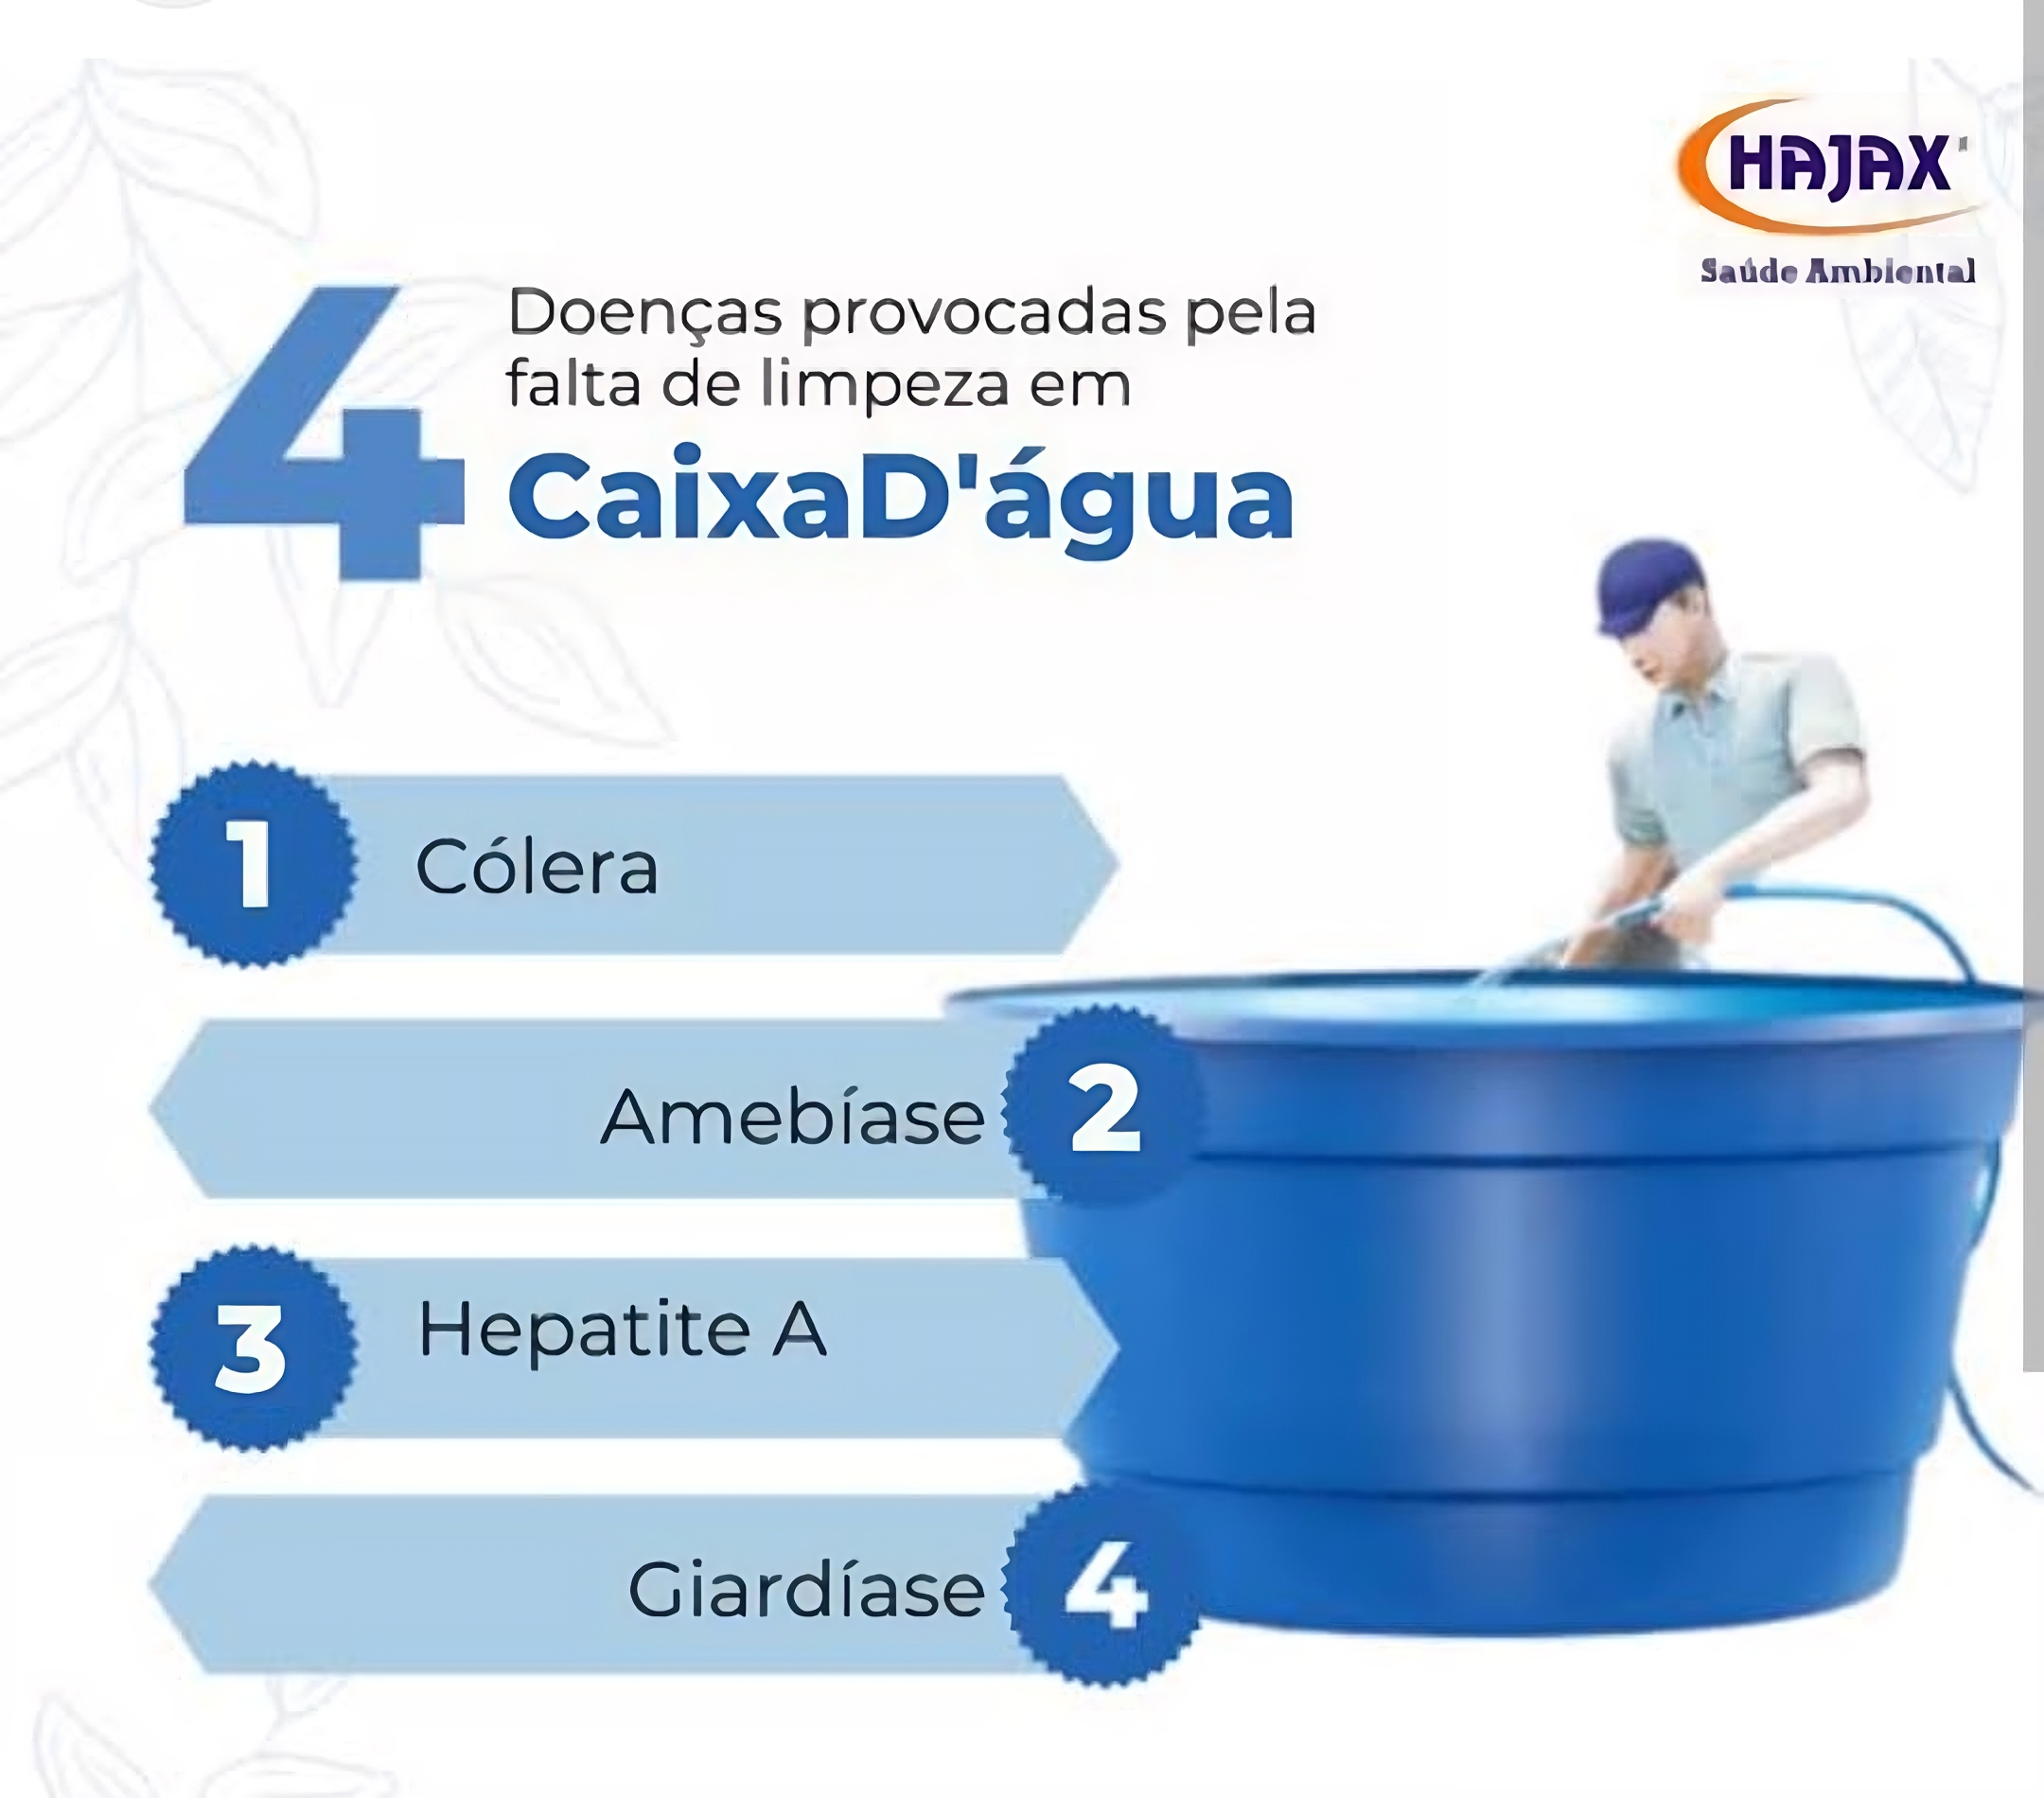 HAJAX
Saúde Ambiental
4
Doenças provocadas pela
falta de limpeza em
CaixaD'água
1
Cólera
Amebíase
2
3
Hepatite A
Giardíase
4